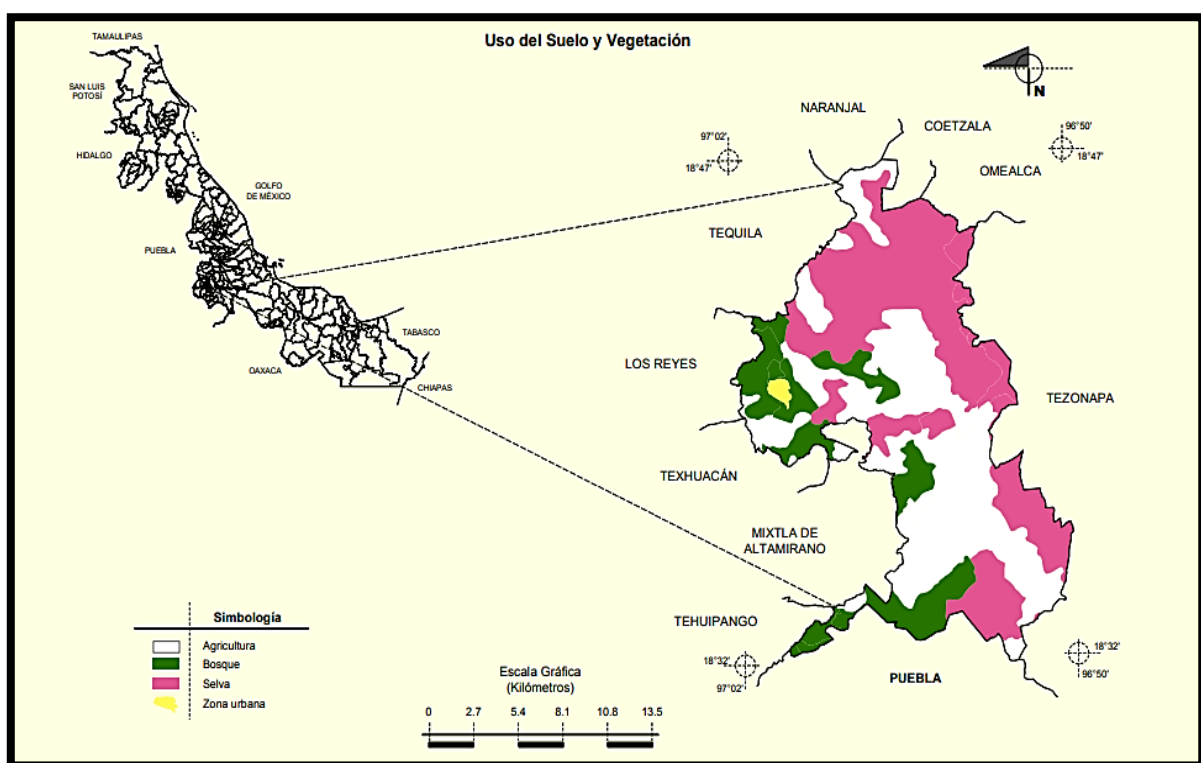 Uso del Suelo y Vegetación
TAMAULIPAS
SAN LUIS
POTOSÍ
HIDALGO
GOLFO
DE MÉXICO
PUEBLA
OAXACA
TABASCO
CHIAPAS
N
NARANJAL
COETZALA
OMEALCA
97°02'
18°47'
96°50'
18°47'
TEQUILA
LOS REYES
TEZONAPA
TEXHUACÁN
MIXTLA DE
ALTAMIRANO
TEHUIPANGO
PUEBLA
18°32'
97°02'
18°32'
96°50'
Simbología
Agricultura
Bosque
Selva
Zona urbana
Escala Gráfica
(Kilómetros)
0 2.7 5.4 8.1 10.8 13.5